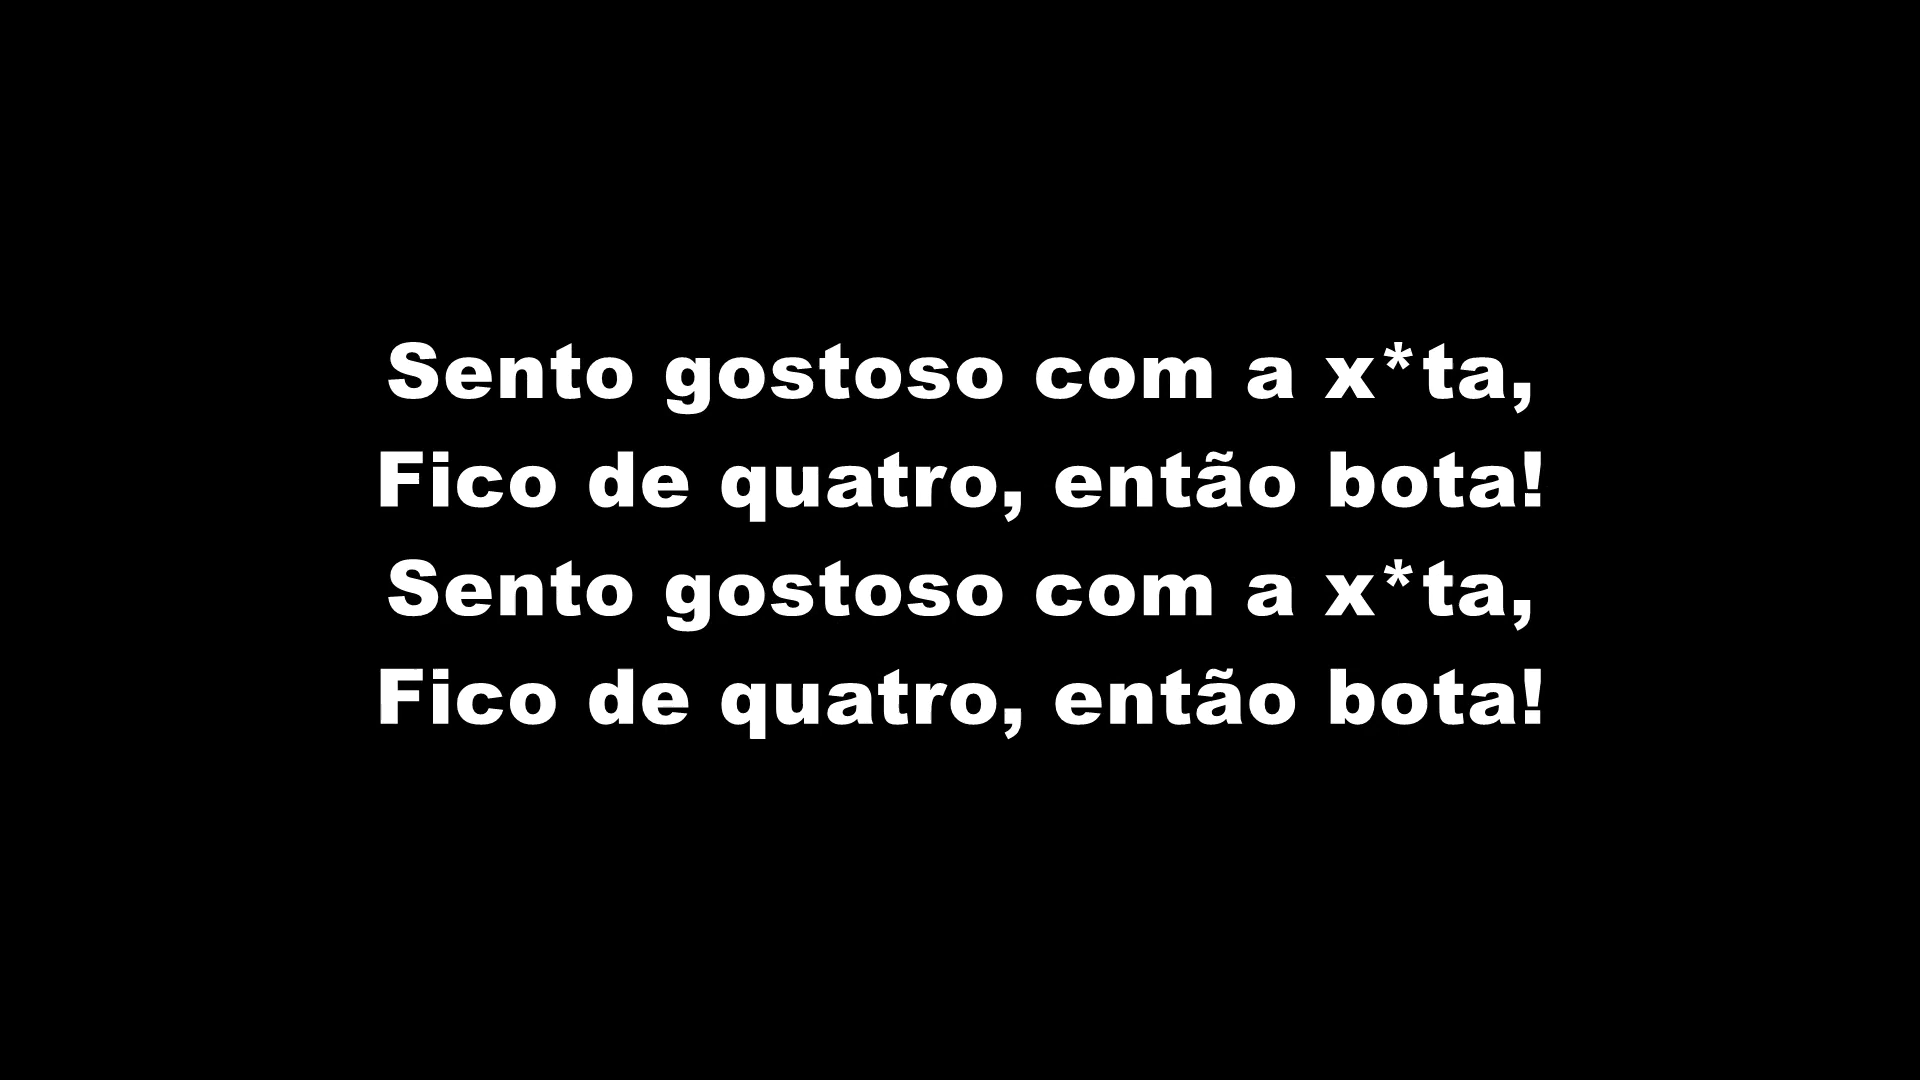 Sento gostoso com a x*ta,
Fico de quatro, então bota!
Sento gostoso com a x*ta,
Fico de quatro, então bota!